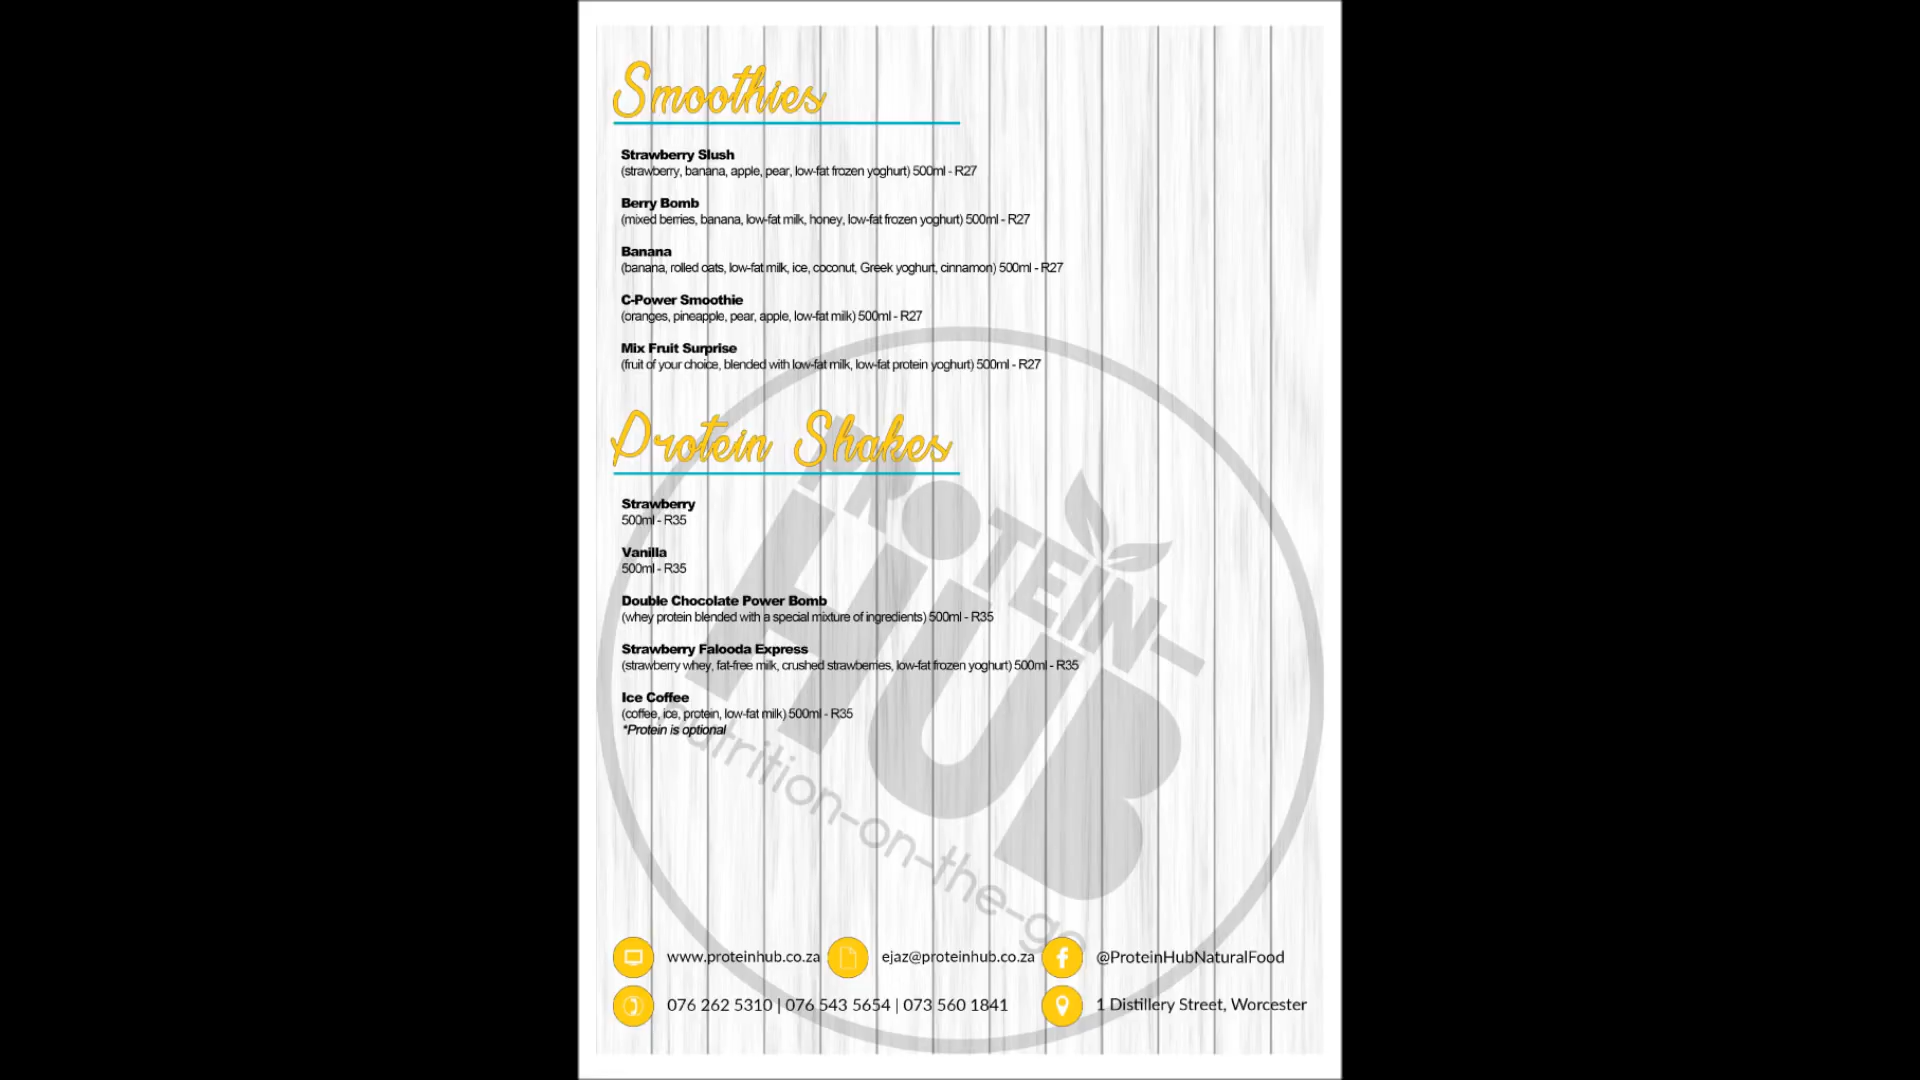 Smoothies
Strawberry Slush
(strawberry, banana, apple, pear, low-fat frozen yoghurt) 500ml - R27
Berry Bomb
(mixed berries, banana, low-fat milk, honey, low-fat frozen yoghurt) 500ml - R27
Banana
(banana, rolled oats, low-fat milk, ice, coconut, Greek yoghurt, cinnamon) 500ml - R27
C-Power Smoothie
(oranges, pineapple, pear, apple, low-fat milk) 500ml - R27
Mix Fruit Surprise
(fruit of your choice, blended with low-fat milk, low-fat protein yoghurt) 500ml - R27
Protein Shakes
Strawberry
500ml - R35
Vanilla
500ml - R35
Double Chocolate Power Bomb
(whey protein blended with a special mixture of ingredients) 500ml - R35
Strawberry Falooda Express
(strawberry whey, fat-free milk, crushed strawberries, low-fat frozen yoghurt) 500ml - R35
Ice Coffee
(coffee, ice, protein, low-fat milk) 500ml - R35
*Protein is optional
PROTEIN-
HUB
nutrition-on-the-go
www.proteinhub.co.za ejaz@proteinhub.co.za @ProteinHubNaturalFood
076 262 5310 | 076 543 5654 | 073 560 1841 1 Distillery Street, Worcester